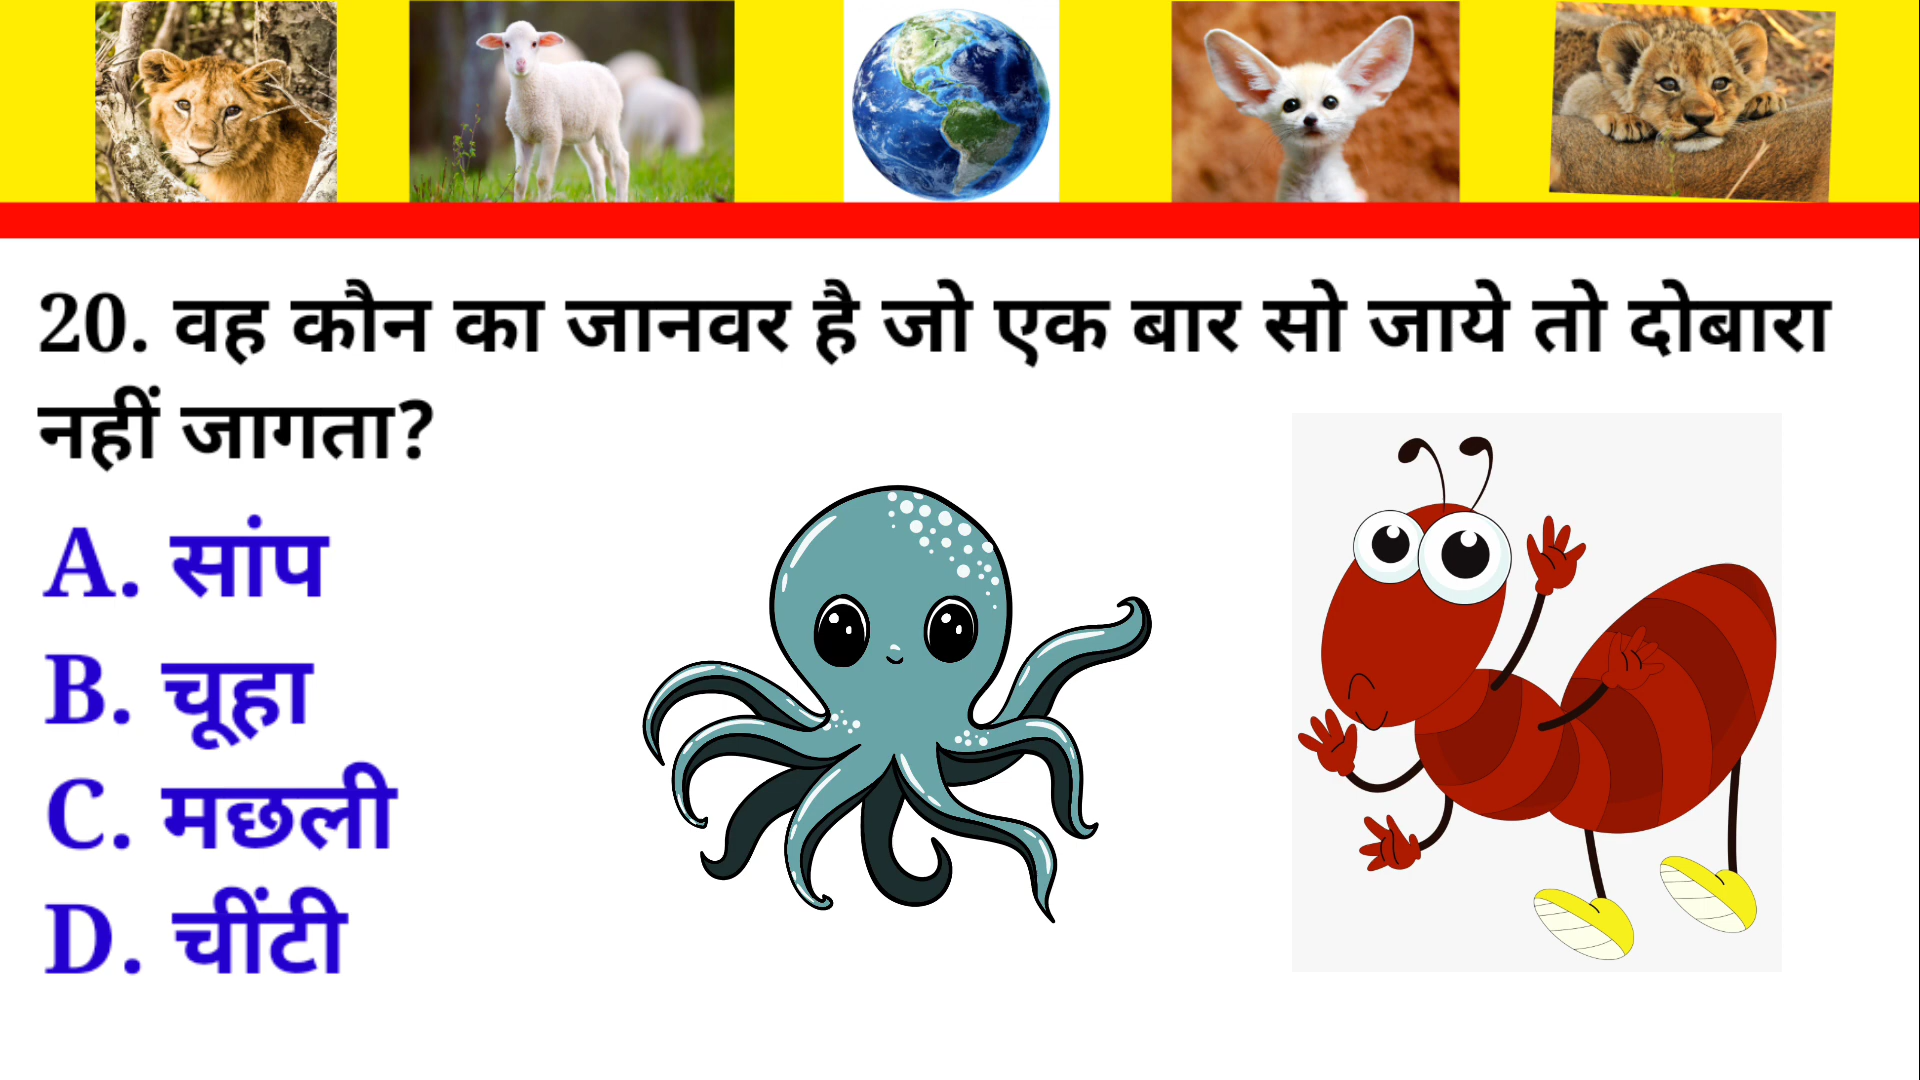 20. वह कौन का जानवर है जो एक बार सो जाये तो दोबारा
नहीं जागता?
A. सांप
B. चूहा
C. मछली
D. चींटी